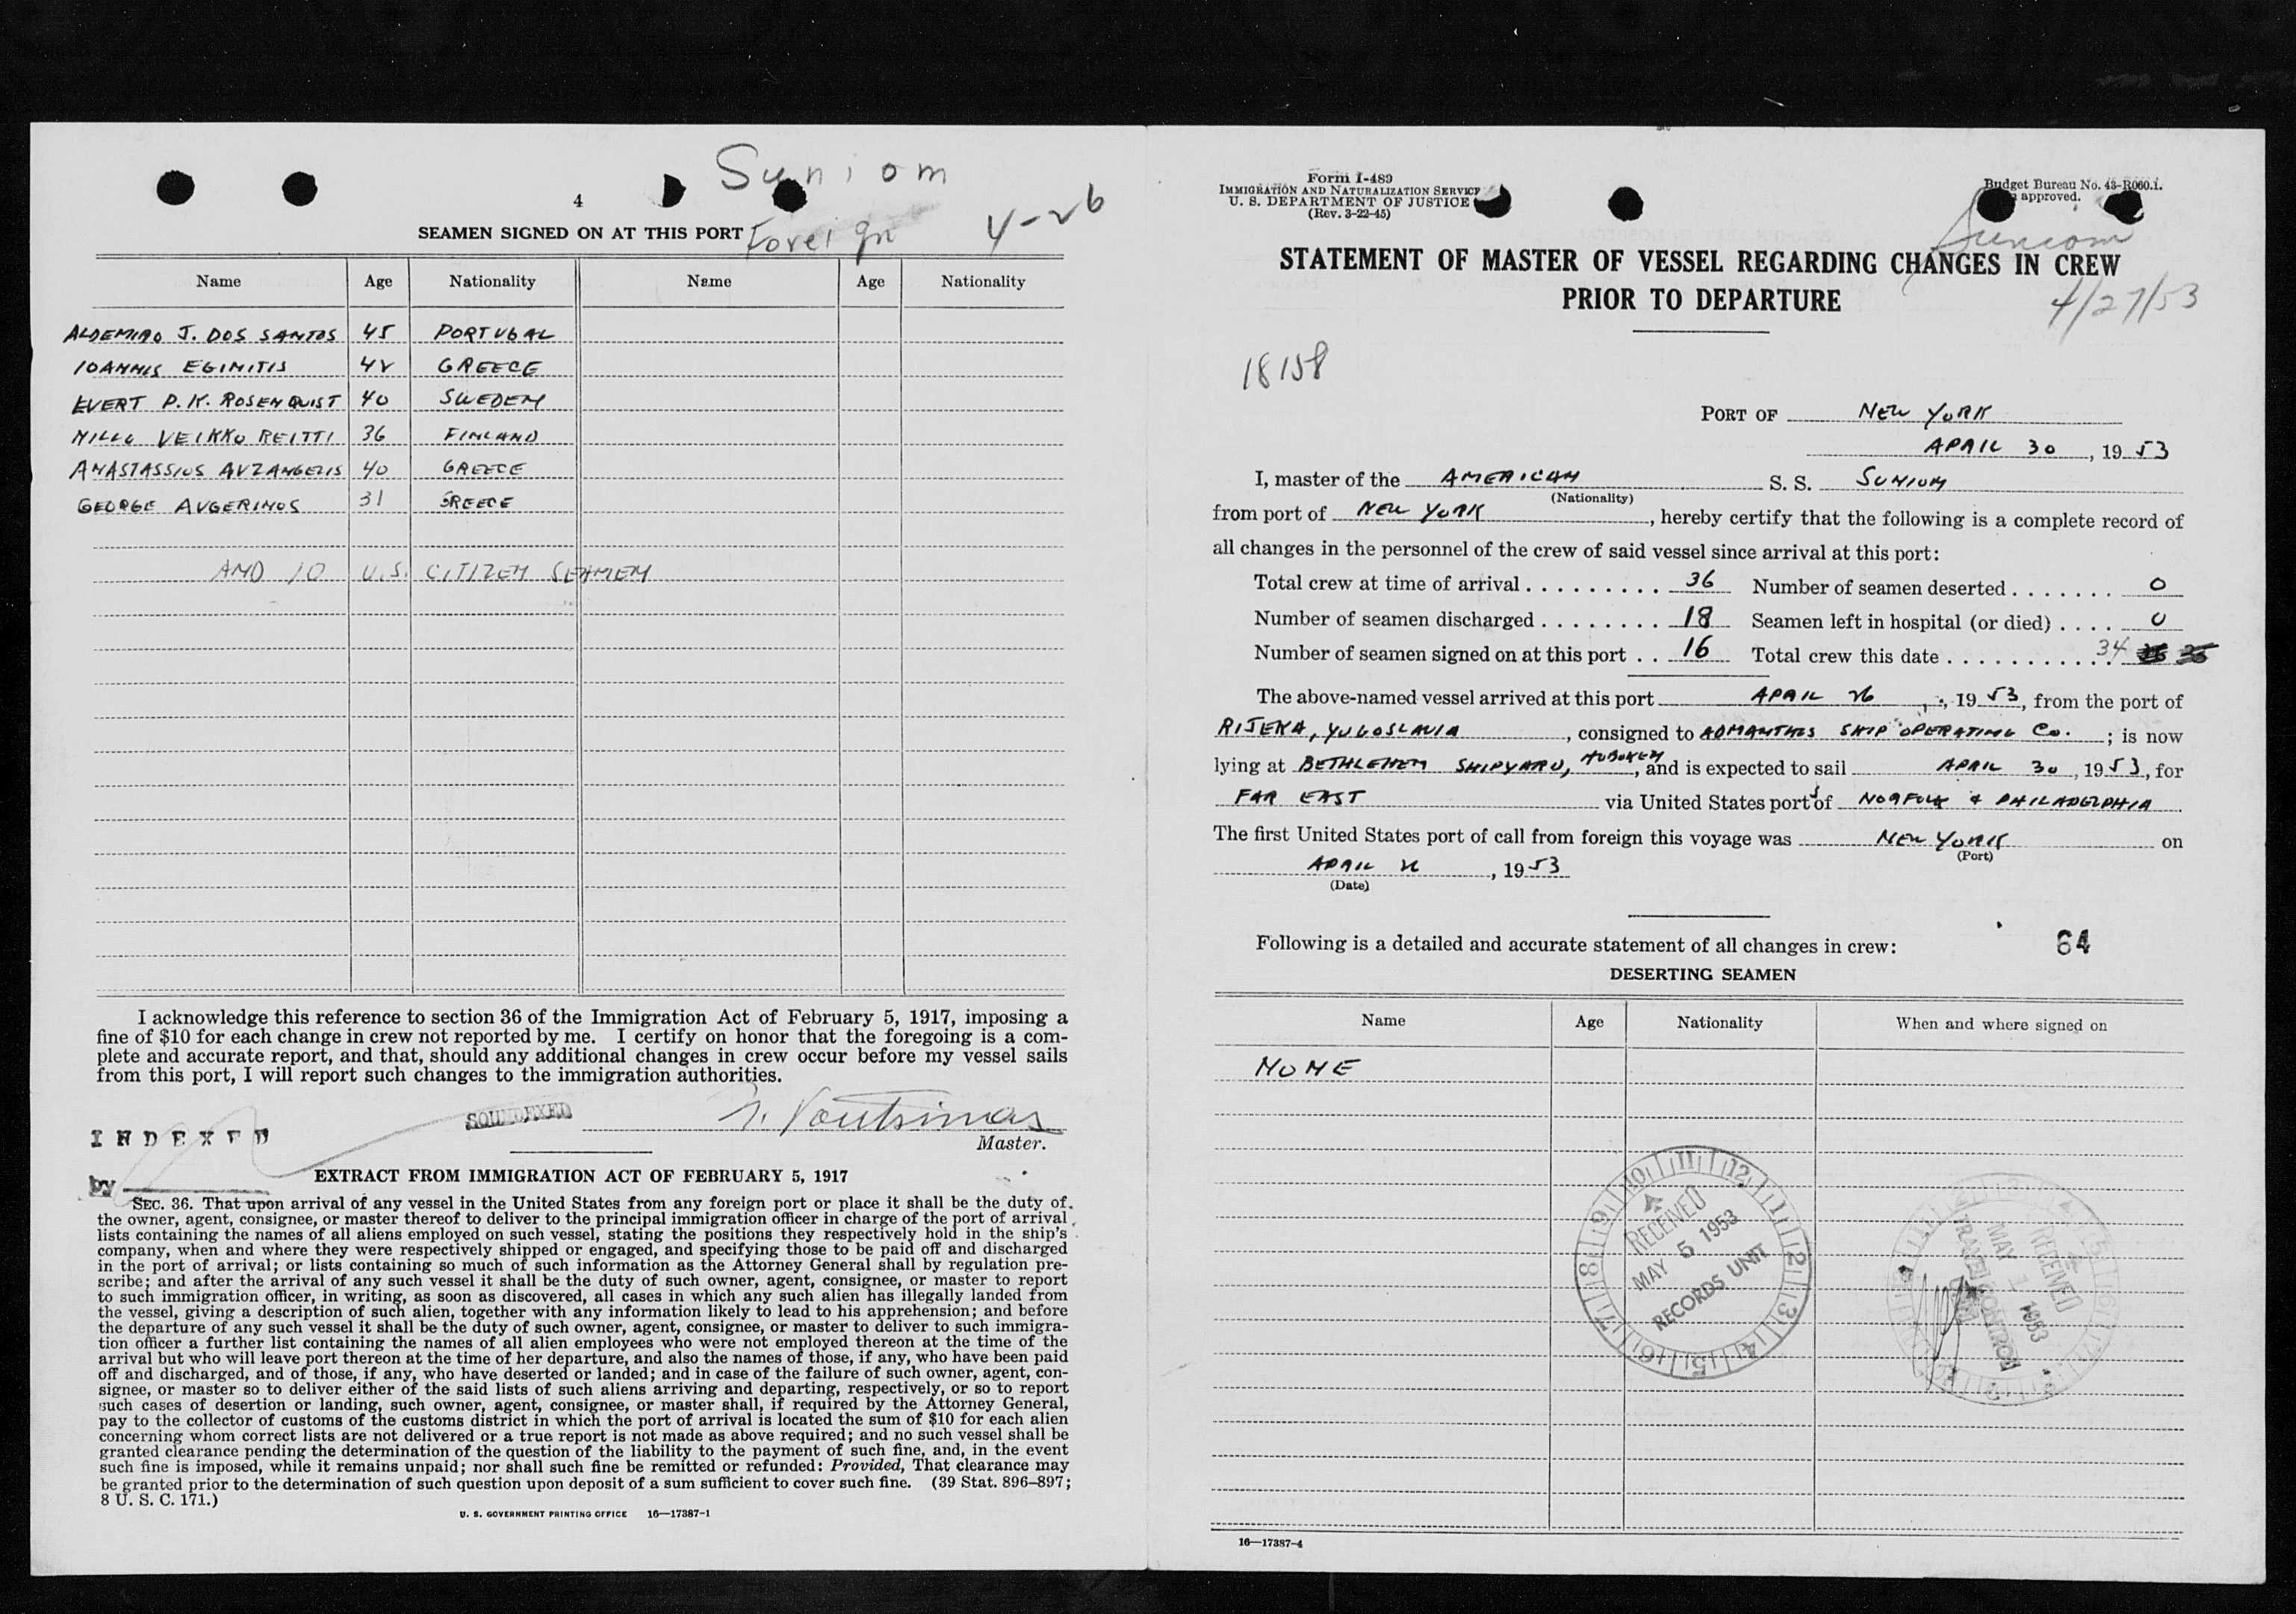 Suniom
4
Foreign 4-26
SEAMEN SIGNED ON AT THIS PORT
Name Age Nationality Name Age Nationality
ALDEMIRO J. DOS SANTOS 45 PORTUGAL
IOANNIS EGINITIS 42 GREECE
EVERT P. K. ROSENQUIST 40 SWEDEN
NILLO VEIKKO REITTI 36 FINLAND
ANASTASSIOS AVZANGELIS 40 GREECE
GEORGE AVGERINOS 31 GREECE
AND 10 U.S. CITIZEN SEAMEN
I acknowledge this reference to section 36 of the Immigration Act of February 5, 1917, imposing a
fine of $10 for each change in crew not reported by me. I certify on honor that the foregoing is a com-
plete and accurate report, and that, should any additional changes in crew occur before my vessel sails
from this port, I will report such changes to the immigration authorities.
SOUNDEXED
INDEXED
Master.
by
EXTRACT FROM IMMIGRATION ACT OF FEBRUARY 5, 1917
SEC. 36. That upon arrival of any vessel in the United States from any foreign port or place it shall be the duty of
the owner, agent, consignee, or master thereof to deliver to the principal immigration officer in charge of the port of arrival
lists containing the names of all aliens employed on such vessel, stating the positions they respectively hold in the ship's
company, when and where they were respectively shipped or engaged, and specifying those to be paid off and discharged
in the port of arrival; or lists containing so much of such information as the Attorney General shall by regulation pre-
scribe; and after the arrival of any such vessel it shall be the duty of such owner, agent, consignee, or master to report
to such immigration officer, in writing, as soon as discovered, all cases in which any such alien has illegally landed from
the vessel, giving a description of such alien, together with any information likely to lead to his apprehension; and before
the departure of any such vessel it shall be the duty of such owner, agent, consignee, or master to deliver to such immigra-
tion officer a further list containing the names of all alien employees who were not employed thereon at the time of the
arrival but who will leave port thereon at the time of her departure, and also the names of those, if any, who have been paid
off and discharged, and of those, if any, who have deserted or landed; and in case of the failure of such owner, agent, con-
signee, or master so to deliver either of the said lists of such aliens arriving and departing, respectively, or so to report
such cases of desertion or landing, such owner, agent, consignee, or master shall, if required by the Attorney General,
pay to the collector of customs of the customs district in which the port of arrival is located the sum of $10 for each alien
concerning whom correct lists are not delivered or a true report is not made as above required; and no such vessel shall be
granted clearance pending the determination of the question of the liability to the payment of such fine, and, in the event
such fine is imposed, while it remains unpaid; nor shall such fine be remitted or refunded: Provided, That clearance may
be granted prior to the determination of such question upon deposit of a sum sufficient to cover such fine. (39 Stat. 896–897;
8 U. S. C. 171.)
U. S. GOVERNMENT PRINTING OFFICE 16—17387-1
Form I-489
IMMIGRATION AND NATURALIZATION SERVICE
U. S. DEPARTMENT OF JUSTICE
(Rev. 3-22-45)
Budget Bureau No. 43-R060.1.
approved.
Suniom
STATEMENT OF MASTER OF VESSEL REGARDING CHANGES IN CREW
PRIOR TO DEPARTURE
4/27/53
18158
PORT OF NEW YORK
APRIL 30, 1953
I, master of the AMERICAN S. S. SUNION
(Nationality)
from port of NEW YORK, hereby certify that the following is a complete record of
all changes in the personnel of the crew of said vessel since arrival at this port:
Total crew at time of arrival . . . . . . . . . . 36 Number of seamen deserted . . . . . . . 0
Number of seamen discharged . . . . . . . . 18 Seamen left in hospital (or died) . . . . 0
Number of seamen signed on at this port . . 16 Total crew this date . . . . . . . . . . . . 34
The above-named vessel arrived at this port APRIL 26, 1953, from the port of
RIJEKA, YUGOSLAVIA, consigned to ADMANTHOS SHIP OPERATING Co. ; is now
lying at BETHLEHEM SHIPYARD, HOBOKEN, and is expected to sail APRIL 30, 1953, for
FAR EAST via United States port of NORFOLK & PHILADELPHIA
The first United States port of call from foreign this voyage was NEW YORK on
(Port)
APRIL 26, 1953
(Date)
Following is a detailed and accurate statement of all changes in crew: 64
DESERTING SEAMEN
Name Age Nationality When and where signed on
NONE
RECEIVED
MAY 5 1953
RECORDS UNIT
RECEIVED
MAY 1 1953
TRAVEL CONTROL
16—17387-4